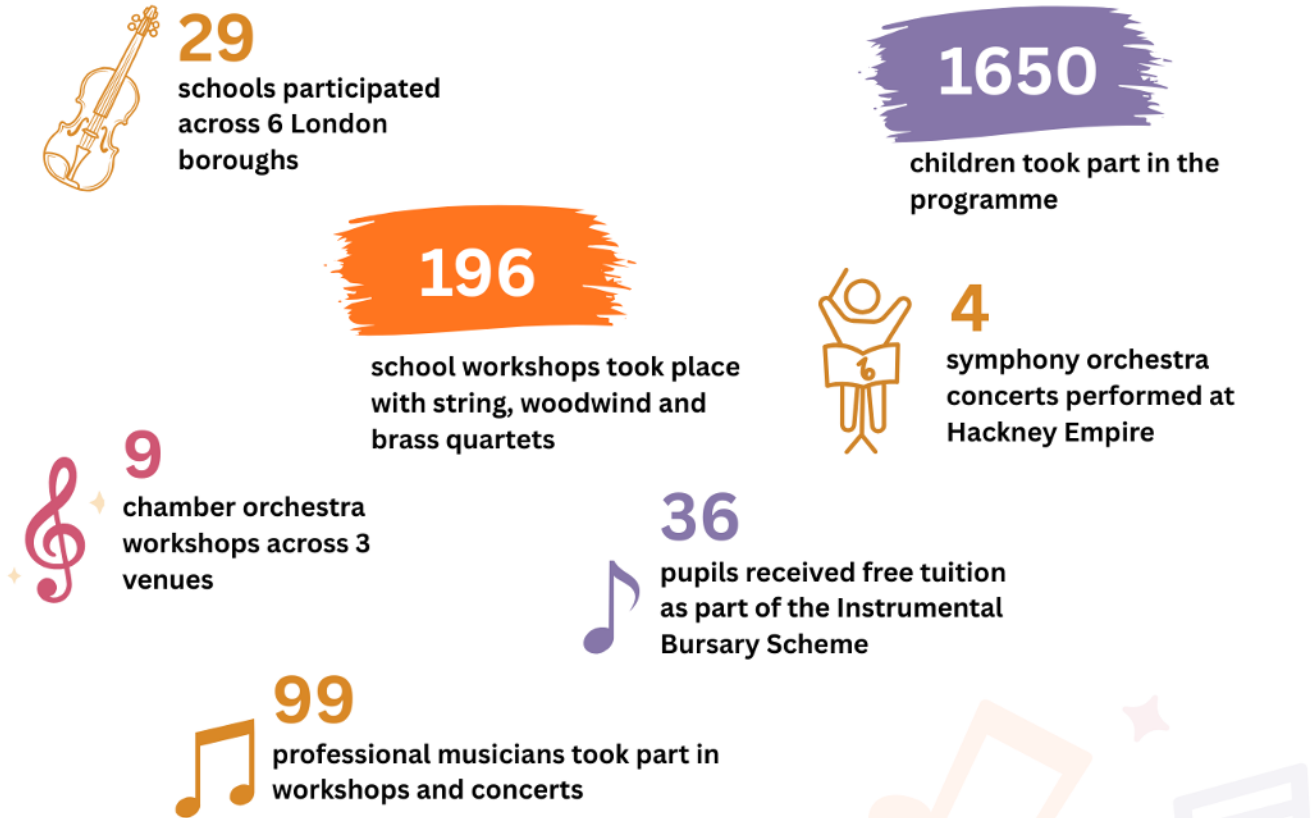 29
schools participated
across 6 London
boroughs
1650
children took part in the
programme
196
school workshops took place
with string, woodwind and
brass quartets
4
symphony orchestra
concerts performed at
Hackney Empire
9
chamber orchestra
workshops across 3
venues
36
pupils received free tuition
as part of the Instrumental
Bursary Scheme
99
professional musicians took part in
workshops and concerts